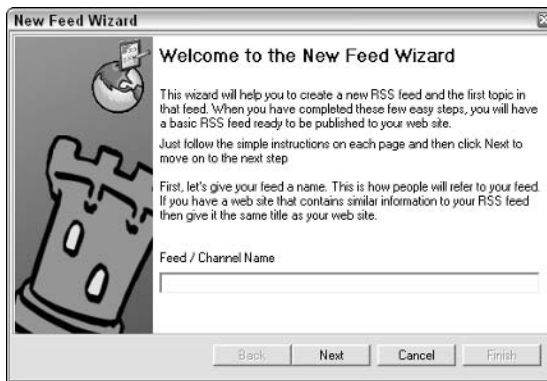 New Feed Wizard
Welcome to the New Feed Wizard
This wizard will help you to create a new RSS feed and the first topic in
that feed. When you have completed these few easy steps, you will have
a basic RSS feed ready to be published to your web site.
Just follow the simple instructions on each page and then click Next to
move on to the next step
First, let's give your feed a name. This is how people will refer to your feed.
If you have a web site that contains similar information to your RSS feed
then give it the same title as your web site.
Feed / Channel Name
Back Next Cancel Finish